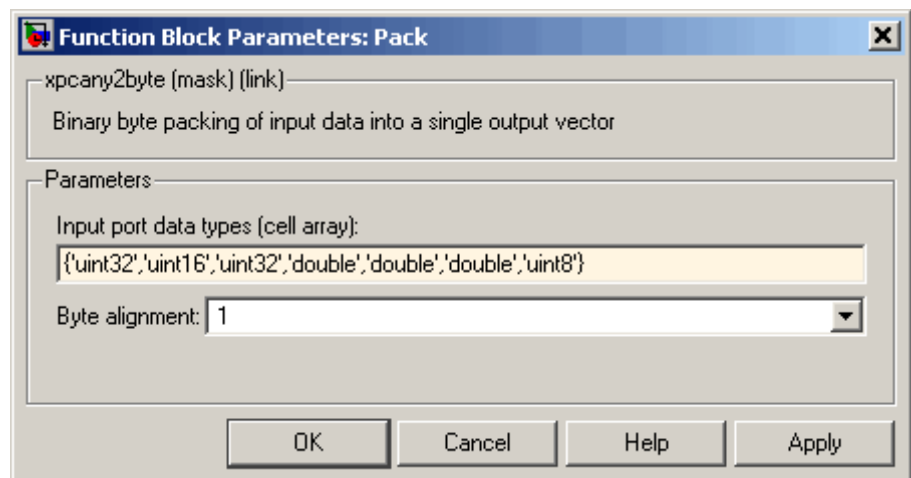 Function Block Parameters: Pack
xpcany2byte (mask) (link)
Binary byte packing of input data into a single output vector
Parameters
Input port data types (cell array):
{'uint32','uint16','uint32','double','double','double','uint8'}
Byte alignment: 1
OK Cancel Help Apply